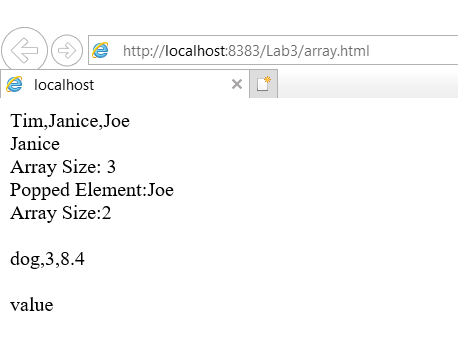 http://localhost:8383/Lab3/array.html
localhost
Tim,Janice,Joe
Janice
Array Size: 3
Popped Element:Joe
Array Size:2
dog,3,8.4
value